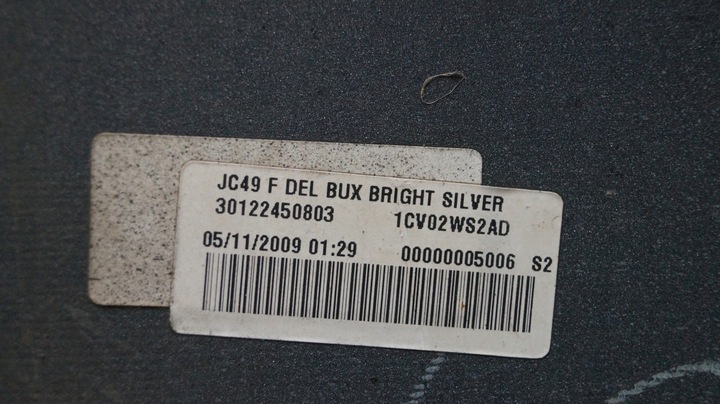 JC49 F DEL BUX BRIGHT SILVER
30122450803 1CV02WS2AD
05/11/2009 01:29 00000005006 S2